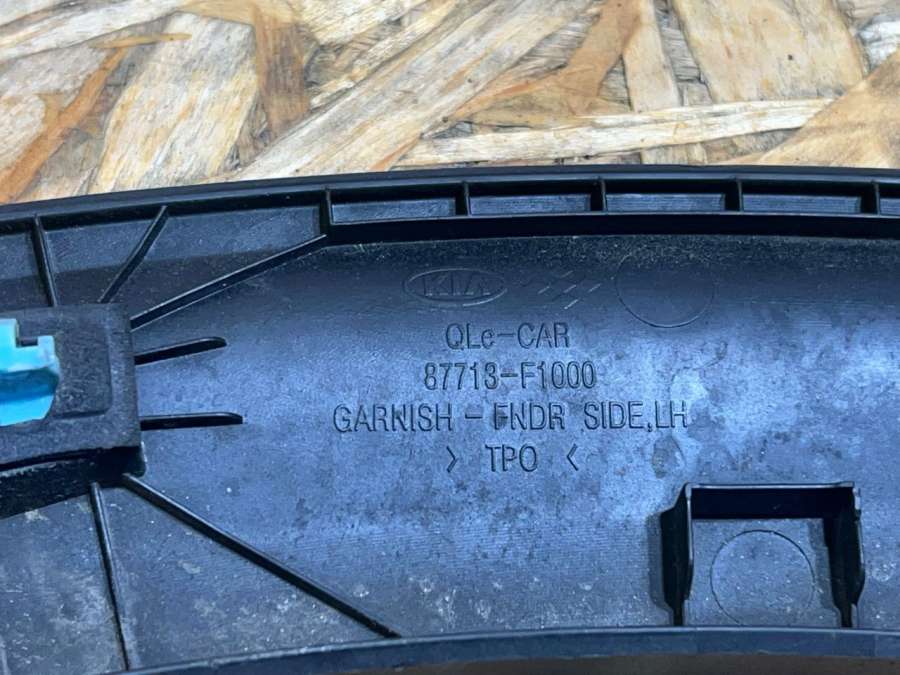 KIA
QLe-CAR
87713-F1000
GARNISH - FNDR SIDE,LH
> TPO <